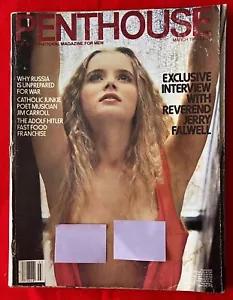 PENTHOUSE
INTERNATIONAL MAGAZINE FOR MEN
WHY RUSSIA
IS UNPREPARED
FOR WAR
CATHOLIC JUNKIE
POET MUSICIAN
JIM CARROLL
THE ADOLF HITLER
FAST FOOD
FRANCHISE
MARCH
EXCLUSIVE
INTERVIEW
WITH
REVEREND
JERRY
FALWELL